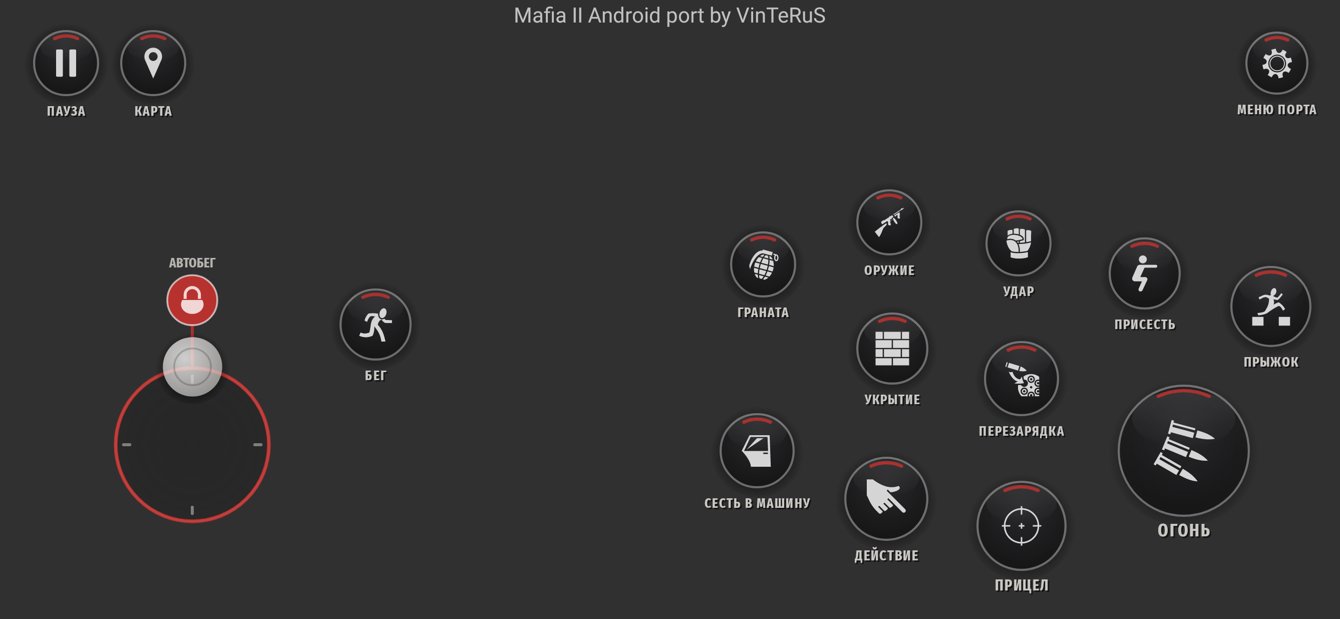 Mafia II Android port by VinTeRuS
ПАУЗА
КАРТА
МЕНЮ ПОРТА
АВТОБЕГ
БЕГ
ГРАНАТА
ОРУЖИЕ
УДАР
ПРИСЕСТЬ
ПРЫЖОК
УКРЫТИЕ
ПЕРЕЗАРЯДКА
СЕСТЬ В МАШИНУ
ДЕЙСТВИЕ
ПРИЦЕЛ
ОГОНЬ